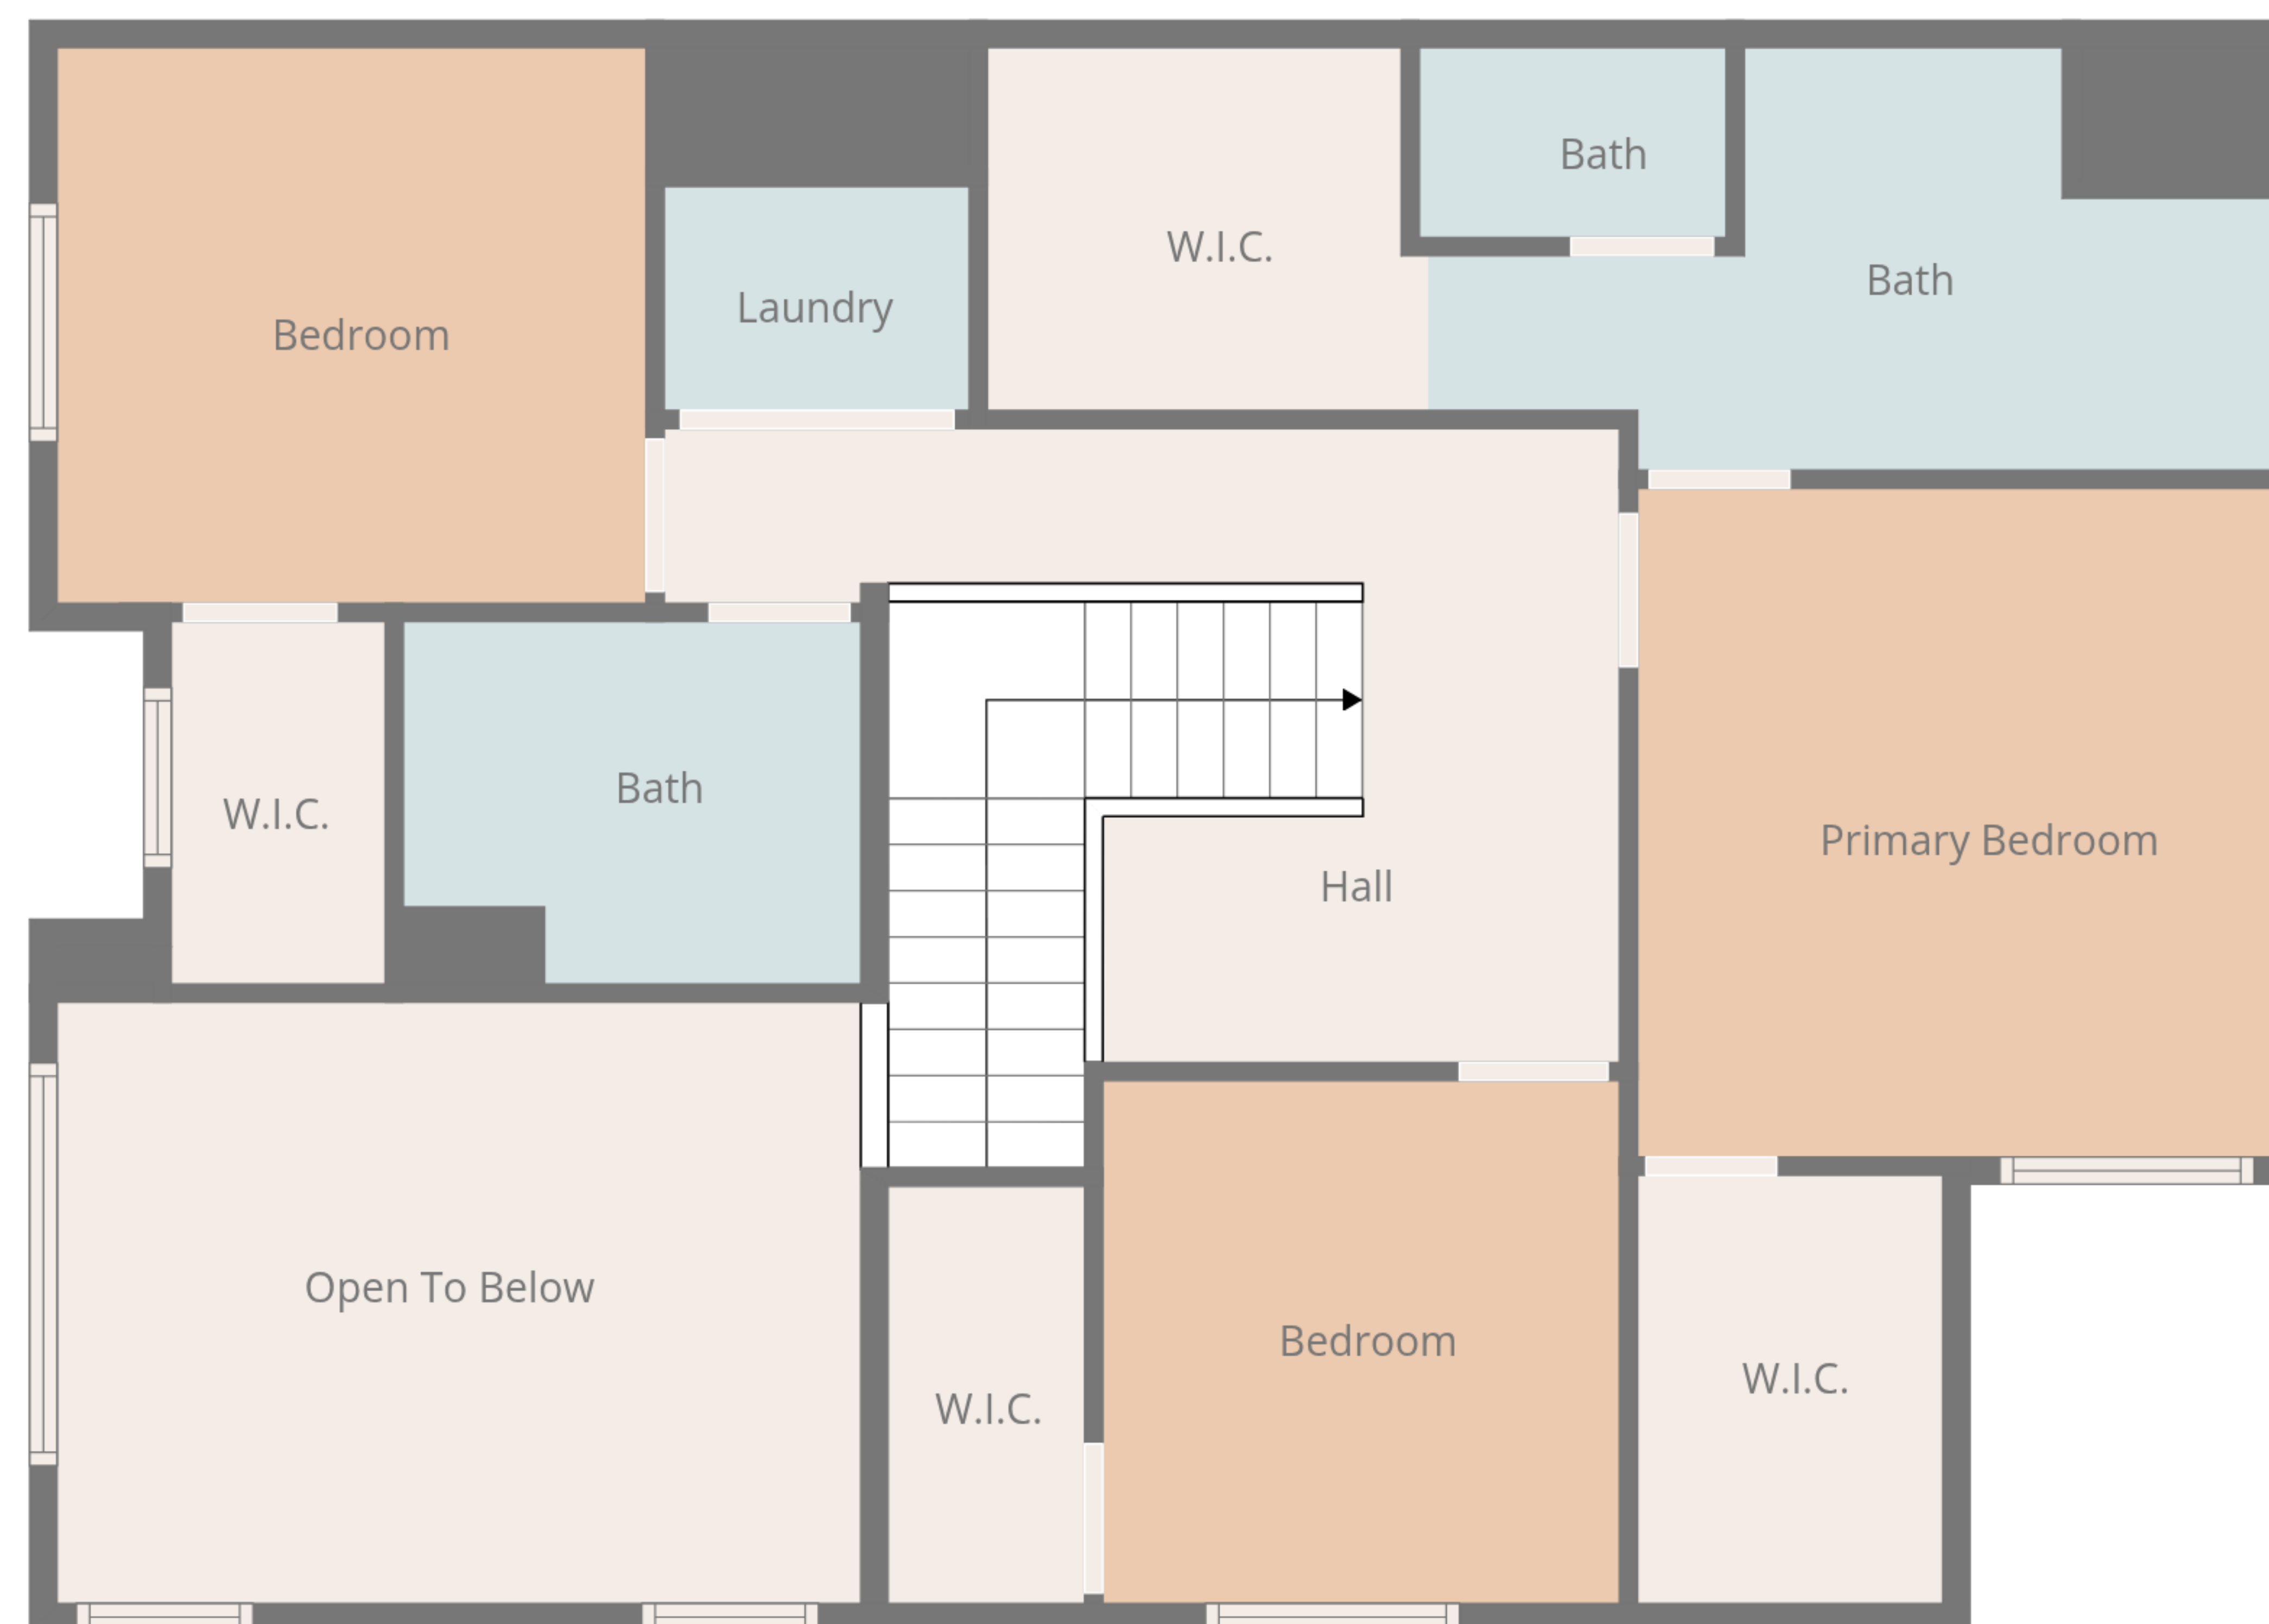 Bath
W.I.C.
Bath
Laundry
Bedroom
Bath
W.I.C.
Primary Bedroom
Hall
Open To Below
Bedroom
W.I.C.
W.I.C.